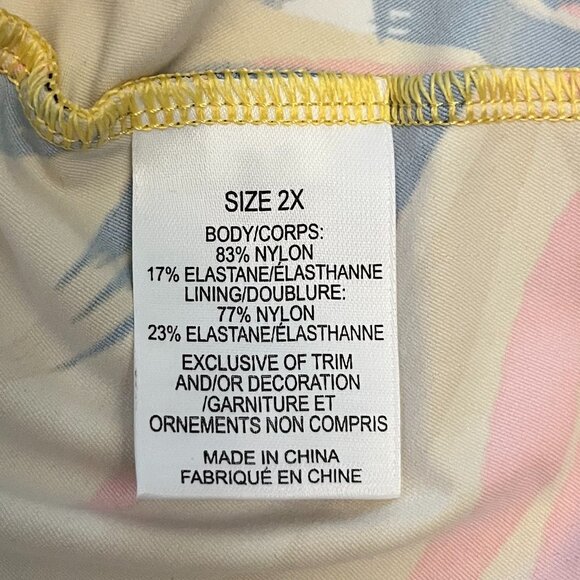 SIZE 2X
BODY/CORPS:
83% NYLON
17% ELASTANE/ÉLASTHANNE
LINING/DOUBLURE:
77% NYLON
23% ELASTANE/ÉLASTHANNE
EXCLUSIVE OF TRIM
AND/OR DECORATION
/GARNITURE ET
ORNEMENTS NON COMPRIS
MADE IN CHINA
FABRIQUÉ EN CHINE